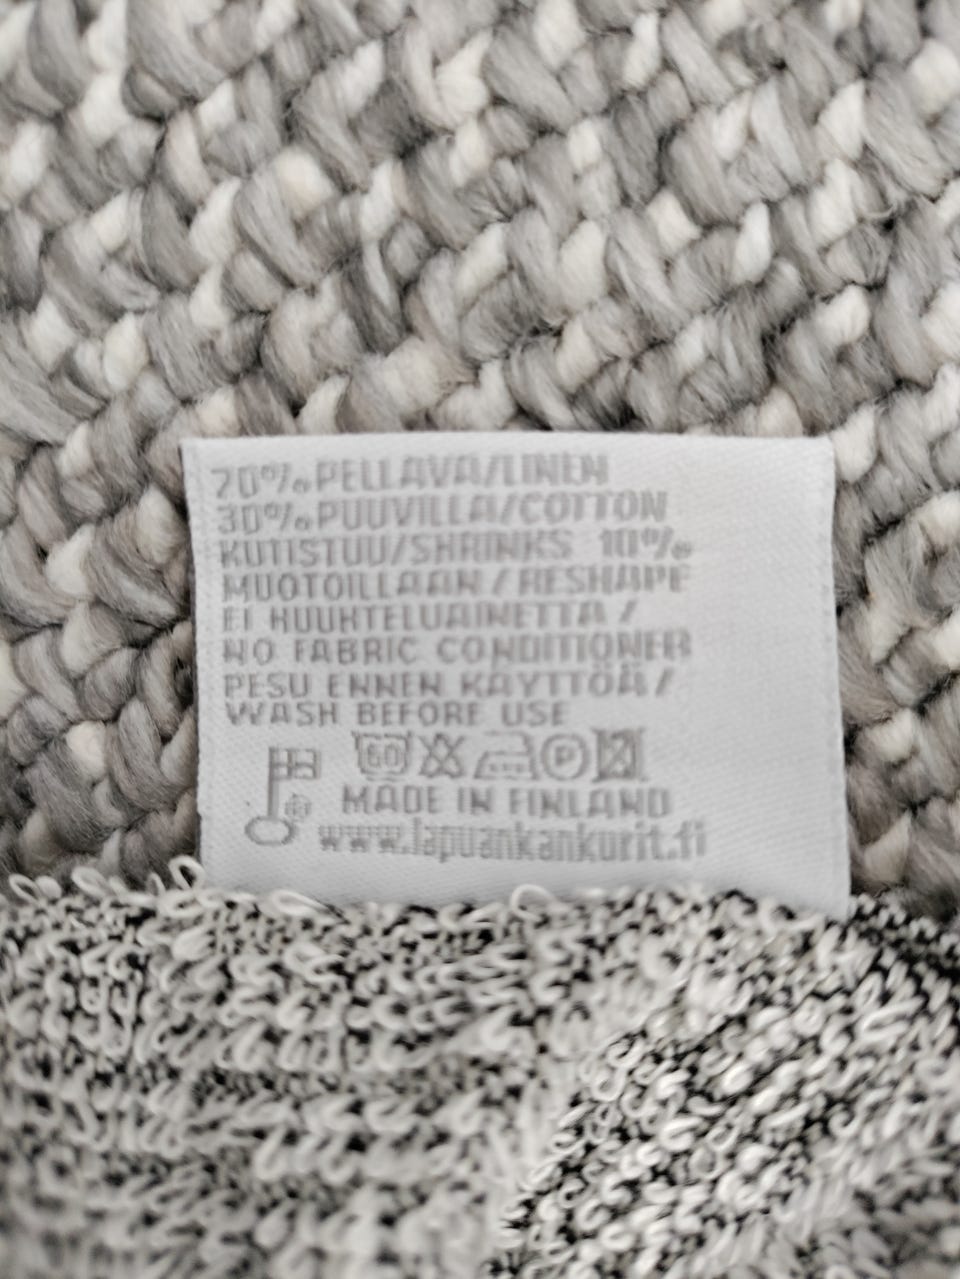 70% PELLAVA/LINEN
30% PUUVILLA/COTTON
KUTISTUU/SHRINKS 10%
MUOTOILLAAN / RESHAPE
EI HUUHTELUAINETTA /
NO FABRIC CONDITIONER
PESU ENNEN KÄYTTÖÄ /
WASH BEFORE USE
60 P
MADE IN FINLAND
®
www.lapuankankurit.fi